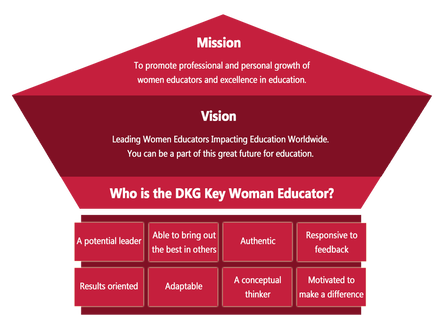 Mission
To promote professional and personal growth of
women educators and excellence in education.
Vision
Leading Women Educators Impacting Education Worldwide.
You can be a part of this great future for education.
Who is the DKG Key Woman Educator?
A potential leader
Able to bring out
the best in others
Authentic
Responsive to
feedback
Results oriented
Adaptable
A conceptual
thinker
Motivated to
make a difference